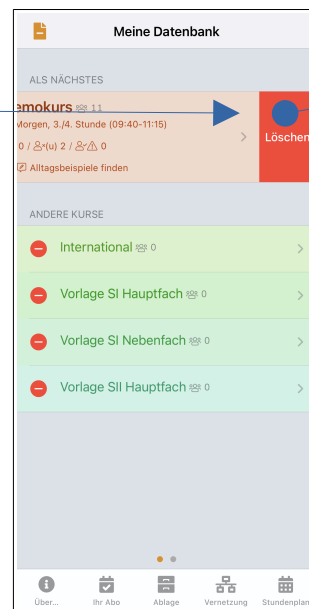 Meine Datenbank
ALS NÄCHSTES
emokurs 11
Morgen, 3./4. Stunde (09:40-11:15)
0 / (u) 2 / 0
Alltagsbeispiele finden
Löschen
ANDERE KURSE
International 0
Vorlage SI Hauptfach 0
Vorlage SI Nebenfach 0
Vorlage SII Hauptfach 0
Über... Ihr Abo Ablage Vernetzung Stundenplan